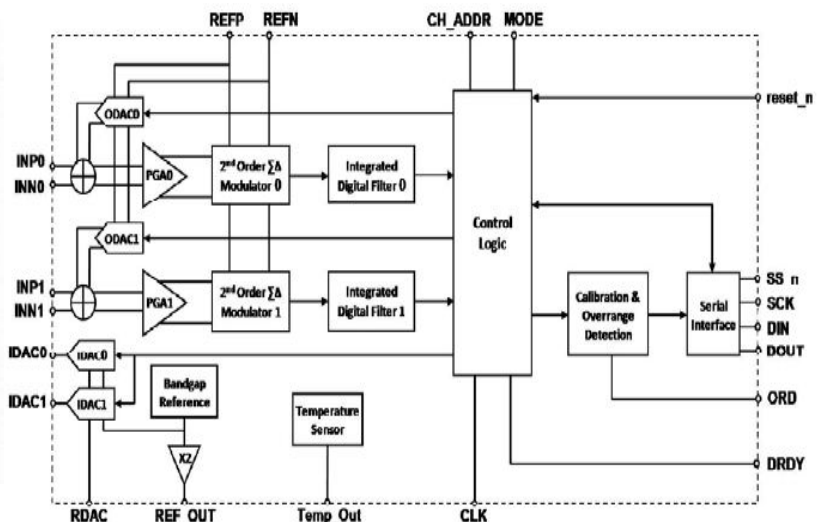 REFP REFN CH_ADDR MODE
reset_n
ODAC0
INP0
INN0
PGA0
2nd Order ΣΔ
Modulator 0
Integrated
Digital Filter 0
Control
Logic
ODAC1
INP1
INN1
PGA1
2nd Order ΣΔ
Modulator 1
Integrated
Digital Filter 1
Calibration &
Overrange
Detection
Serial
Interface
SS_n
SCK
DIN
DOUT
IDAC0
IDAC0
IDAC1
IDAC1
Bandgap
Reference
Temperature
Sensor
X2
ORD
DRDY
RDAC REF_OUT Temp_Out CLK